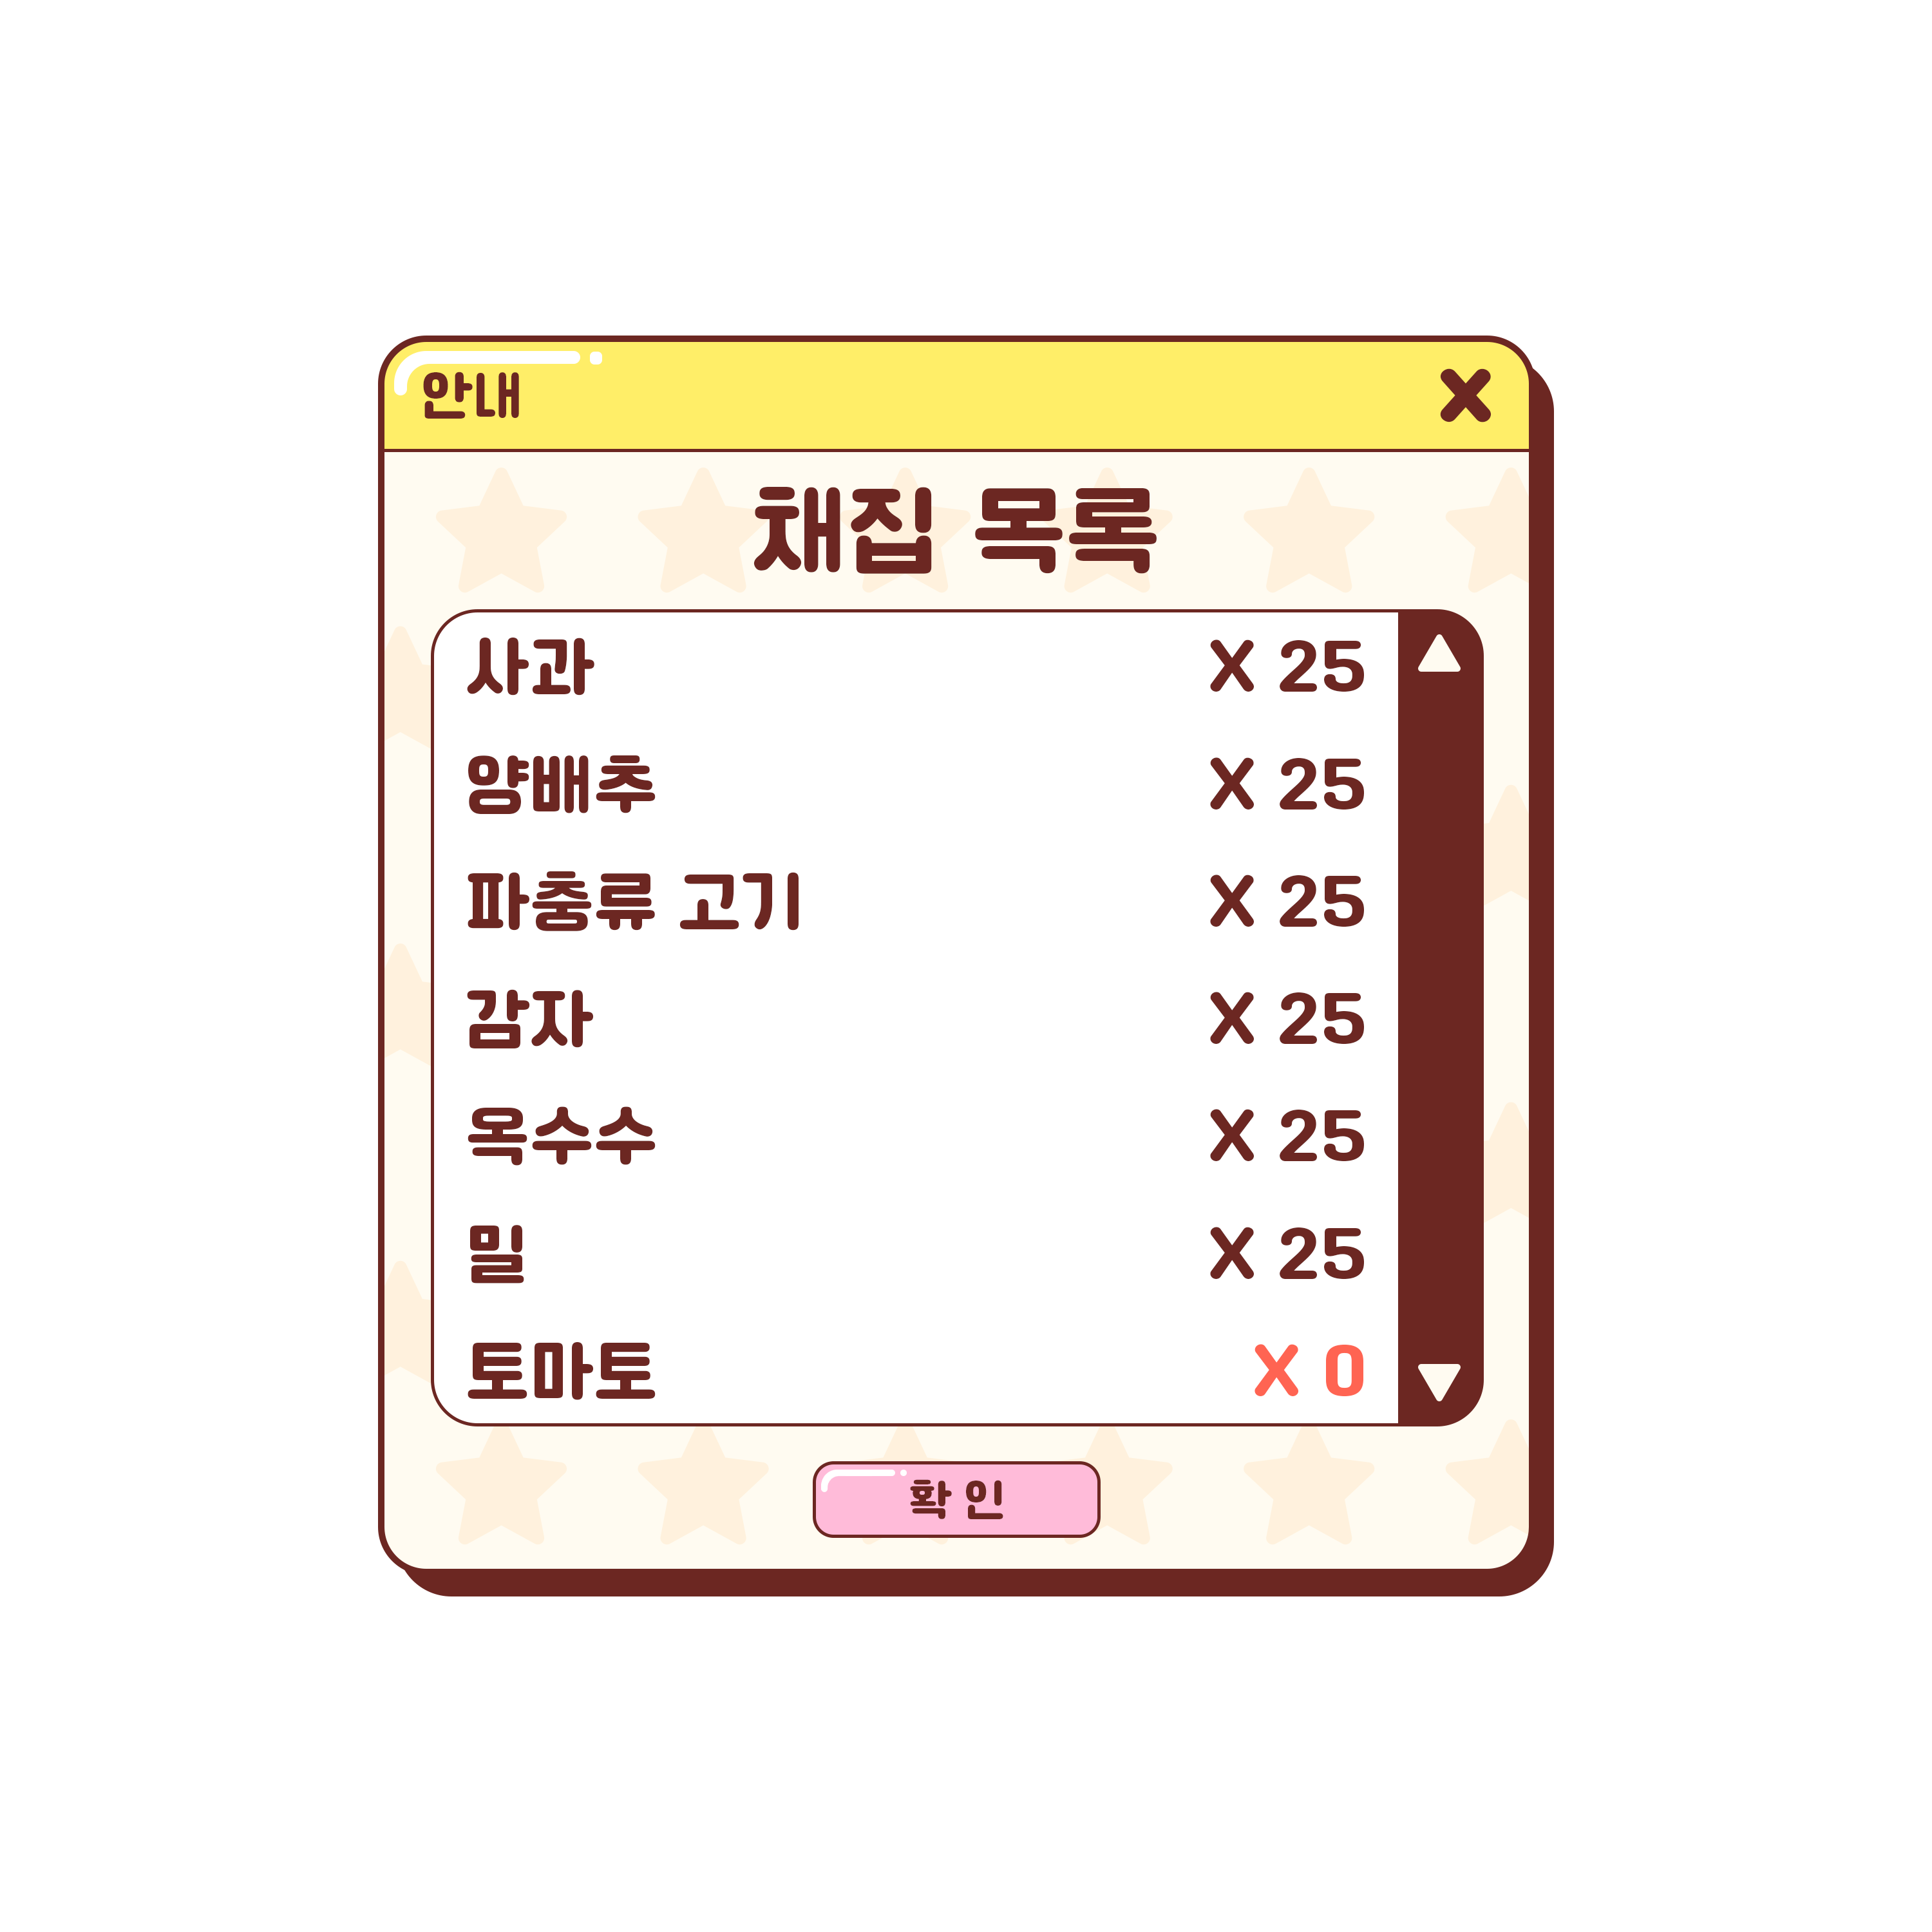 안내
채집 목록
사과 X 25
양배추 X 25
파충류 고기 X 25
감자 X 25
옥수수 X 25
밀 X 25
토마토 X 0
확인